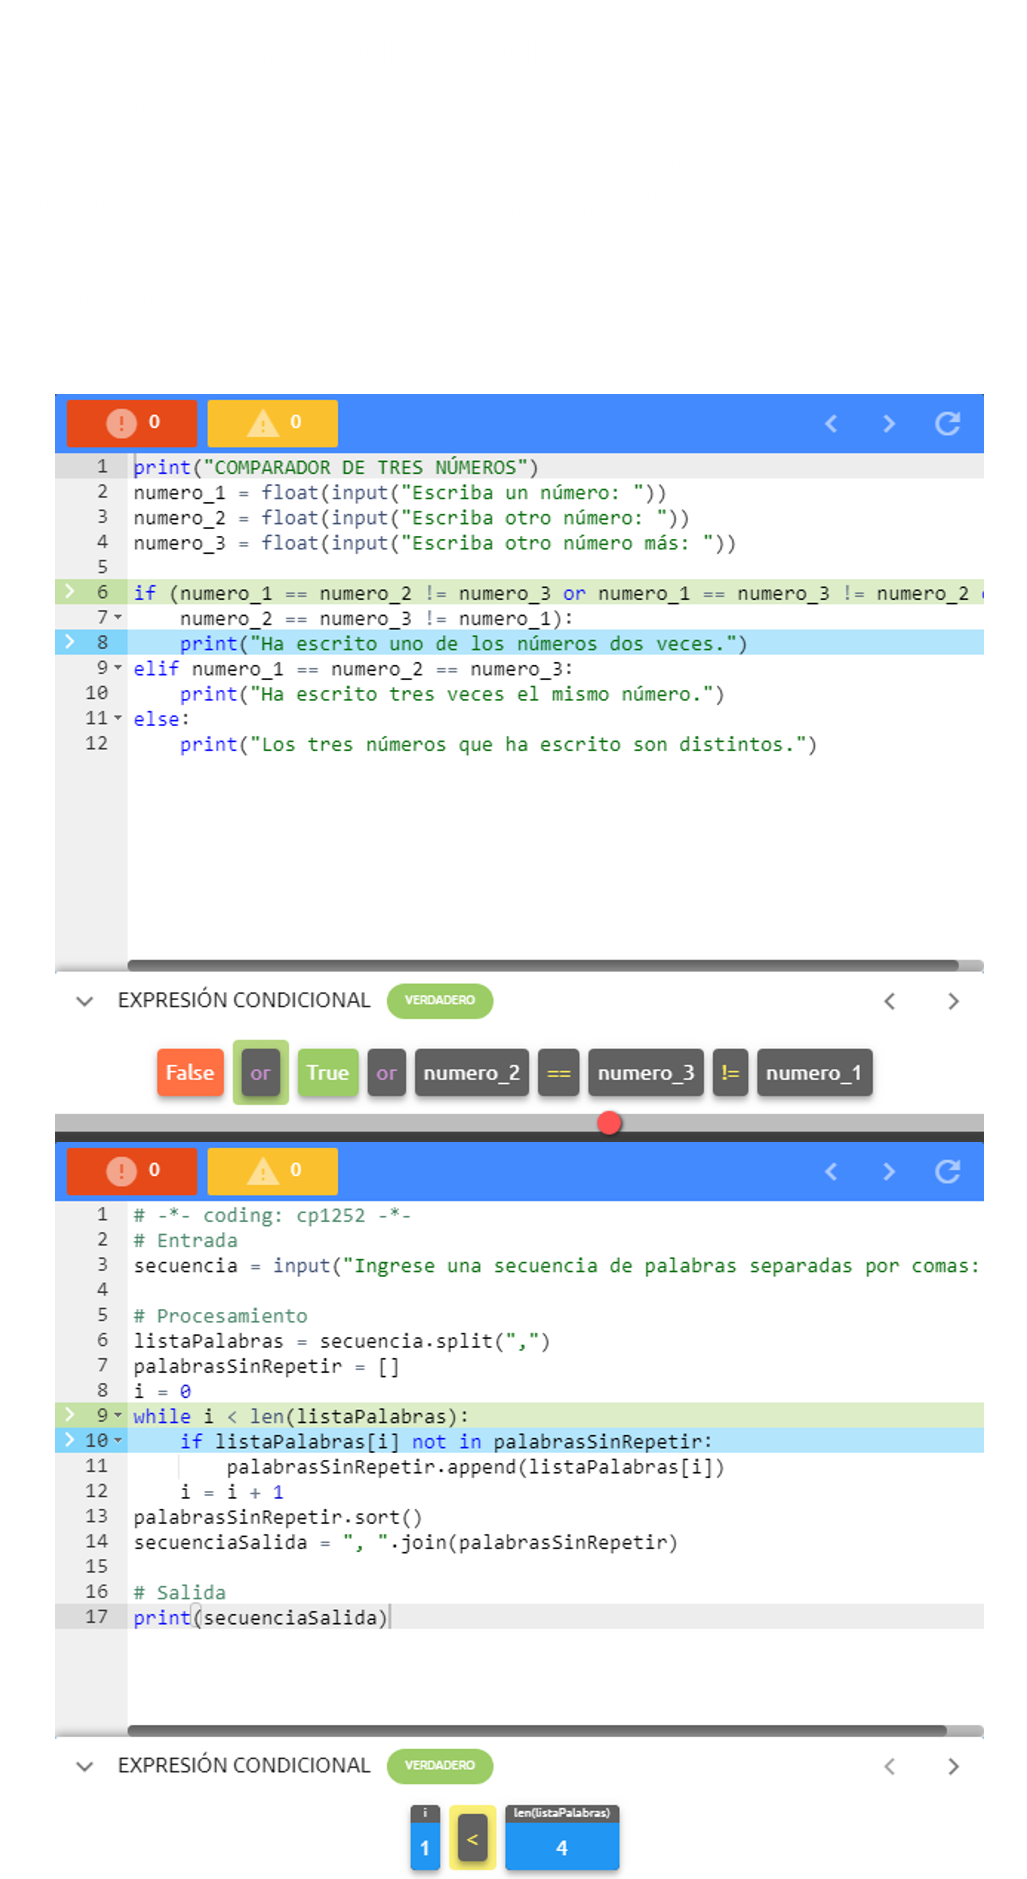 0 0
1 print("COMPARADOR DE TRES NÚMEROS")
2 numero_1 = float(input("Escriba un número: "))
3 numero_2 = float(input("Escriba otro número: "))
4 numero_3 = float(input("Escriba otro número más: "))
5
6 if (numero_1 == numero_2 != numero_3 or numero_1 == numero_3 != numero_2
7 numero_2 == numero_3 != numero_1):
8 print("Ha escrito uno de los números dos veces.")
9 elif numero_1 == numero_2 == numero_3:
10 print("Ha escrito tres veces el mismo número.")
11 else:
12 print("Los tres números que ha escrito son distintos.")
EXPRESIÓN CONDICIONAL VERDADERO
False or True or numero_2 == numero_3 != numero_1
0 0
1 # -*- coding: cp1252 -*-
2 # Entrada
3 secuencia = input("Ingrese una secuencia de palabras separadas por comas:
4
5 # Procesamiento
6 listaPalabras = secuencia.split(",")
7 palabrasSinRepetir = []
8 i = 0
9 while i < len(listaPalabras):
10 if listaPalabras[i] not in palabrasSinRepetir:
11 palabrasSinRepetir.append(listaPalabras[i])
12 i = i + 1
13 palabrasSinRepetir.sort()
14 secuenciaSalida = ", ".join(palabrasSinRepetir)
15
16 # Salida
17 print(secuenciaSalida)
EXPRESIÓN CONDICIONAL VERDADERO
i len(listaPalabras)
1 < 4